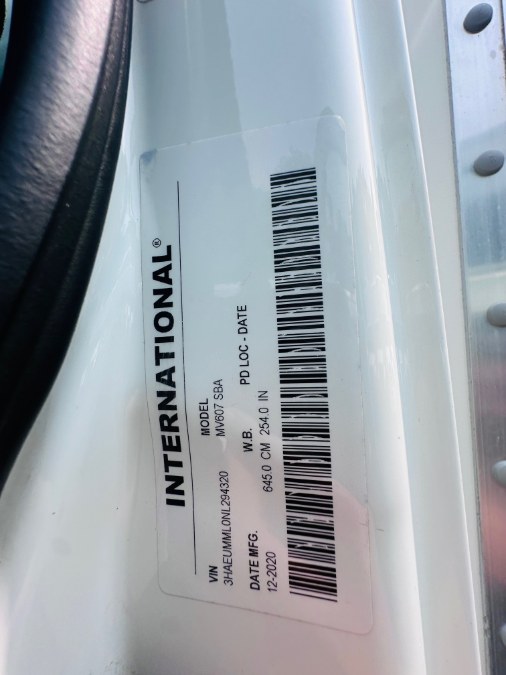 INTERNATIONAL®
VIN MODEL
3HAEUMML0NL294320 MV607 SBA
DATE MFG. W.B. PD LOC - DATE
12-2020 645.0 CM 254.0 IN